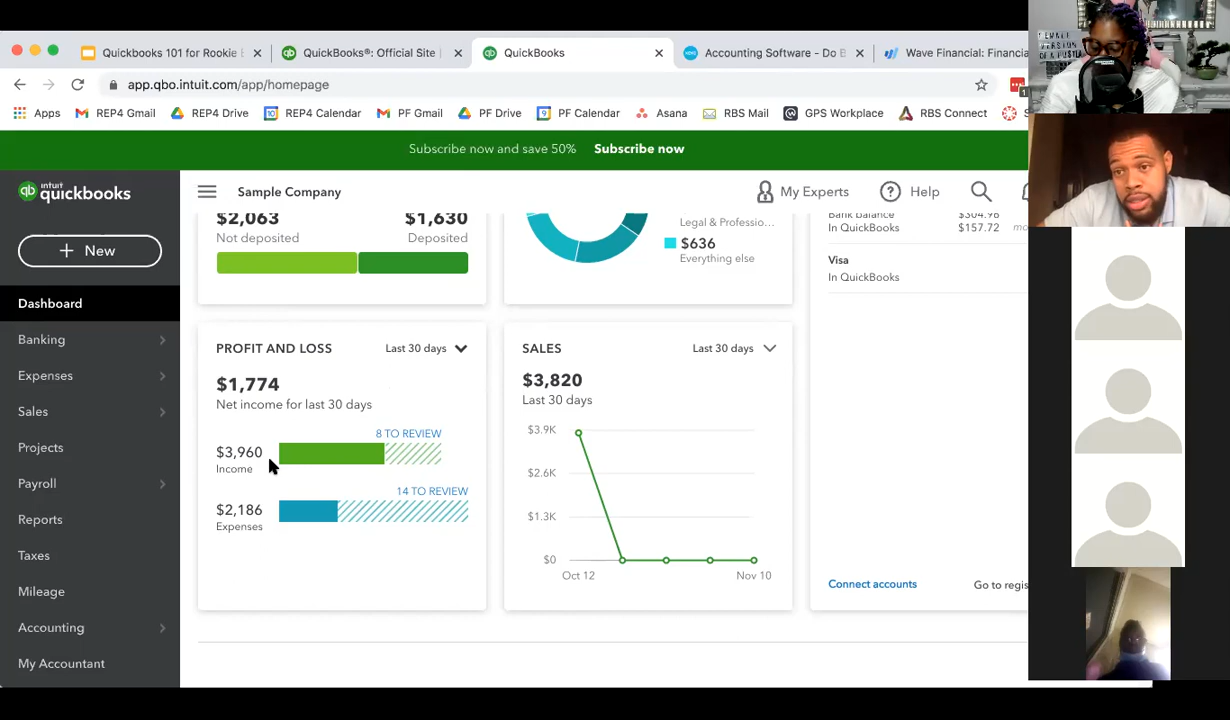 Quickbooks 101 for Rookie
QuickBooks®: Official Site
QuickBooks
Accounting Software - Do B
Wave Financial: Financia
app.qbo.intuit.com/app/homepage
Apps
REP4 Gmail
REP4 Drive
REP4 Calendar
PF Gmail
PF Drive
PF Calendar
Asana
RBS Mail
GPS Workplace
RBS Connect
Subscribe now and save 50% Subscribe now
intuit
quickbooks
Sample Company
My Experts
Help
+ New
Dashboard
Banking
Expenses
Sales
Projects
Payroll
Reports
Taxes
Mileage
Accounting
My Accountant
$2,063
Not deposited
$1,630
Deposited
Legal & Professio...
$636
Everything else
Bank balance
$304.96
In QuickBooks
$157.72
Visa
In QuickBooks
PROFIT AND LOSS
Last 30 days
$1,774
Net income for last 30 days
8 TO REVIEW
$3,960
Income
14 TO REVIEW
$2,186
Expenses
SALES
Last 30 days
$3,820
Last 30 days
$3.9K
$2.6K
$1.3K
$0
Oct 12
Nov 10
Connect accounts
Go to regis